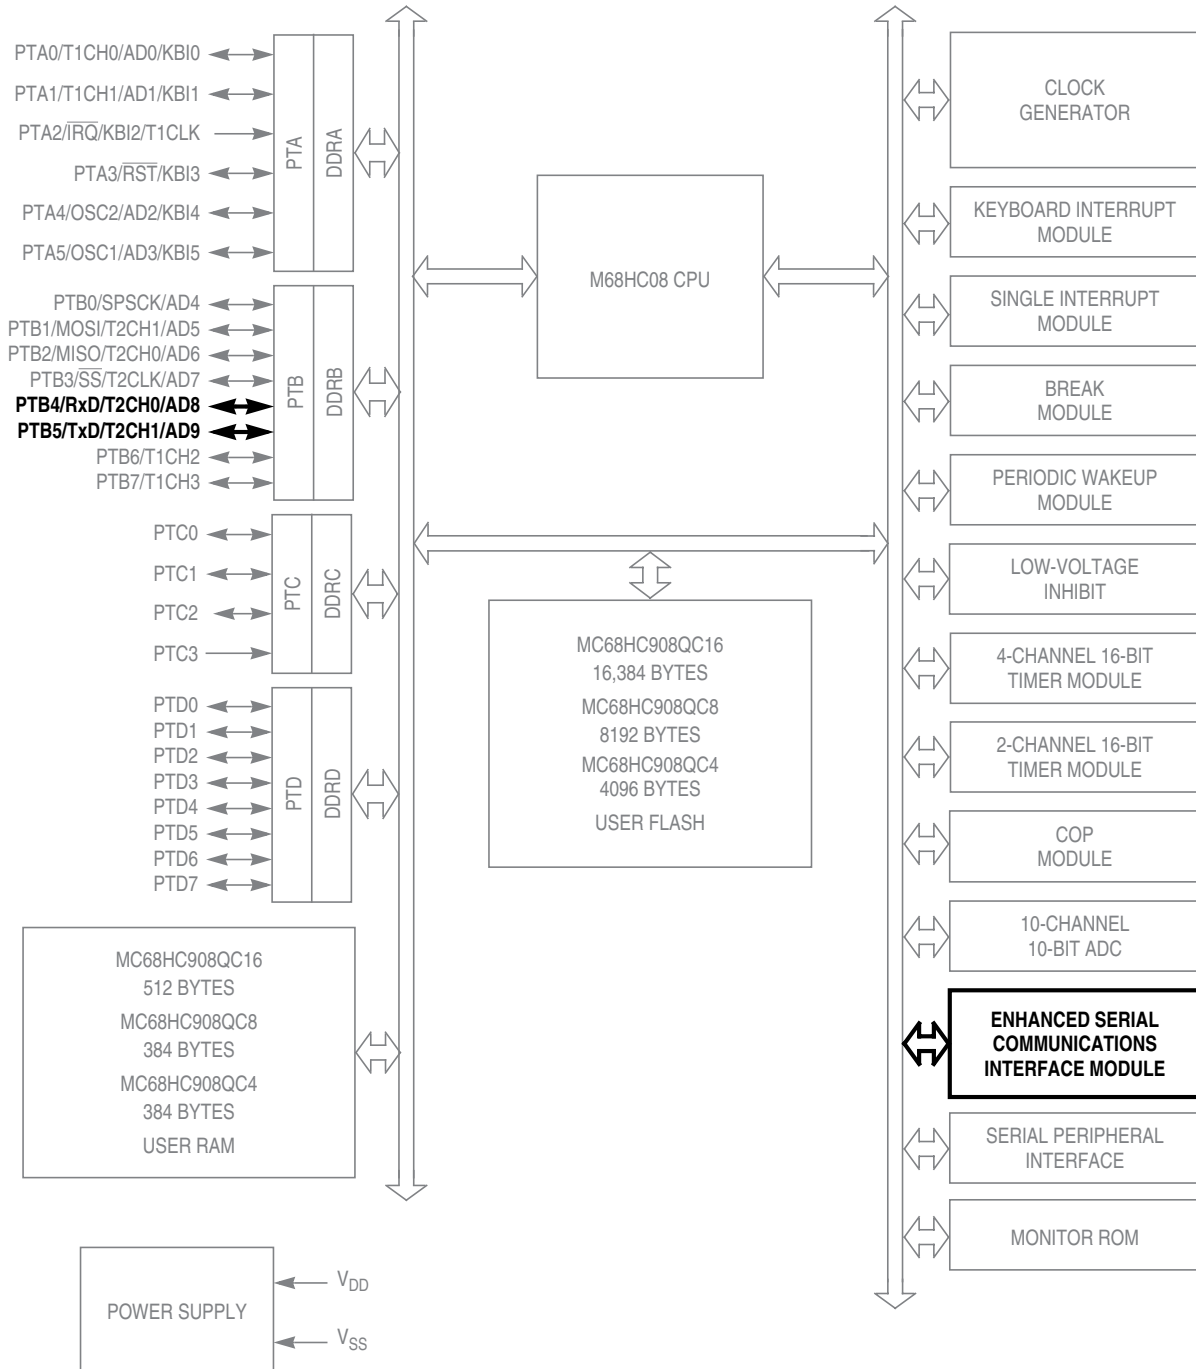 PTA0/T1CH0/AD0/KBI0
PTA1/T1CH1/AD1/KBI1
PTA2/IRQ/KBI2/T1CLK
PTA3/RST/KBI3
PTA4/OSC2/AD2/KBI4
PTA5/OSC1/AD3/KBI5
PTA
DDRA
PTB0/SPSCK/AD4
PTB1/MOSI/T2CH1/AD5
PTB2/MISO/T2CH0/AD6
PTB3/SS/T2CLK/AD7
PTB4/RxD/T2CH0/AD8
PTB5/TxD/T2CH1/AD9
PTB6/T1CH2
PTB7/T1CH3
PTB
DDRB
PTC0
PTC1
PTC2
PTC3
PTC
DDRC
PTD0
PTD1
PTD2
PTD3
PTD4
PTD5
PTD6
PTD7
PTD
DDRD
MC68HC908QC16
512 BYTES
MC68HC908QC8
384 BYTES
MC68HC908QC4
384 BYTES
USER RAM
POWER SUPPLY
VDD
VSS
M68HC08 CPU
MC68HC908QC16
16,384 BYTES
MC68HC908QC8
8192 BYTES
MC68HC908QC4
4096 BYTES
USER FLASH
CLOCK
GENERATOR
KEYBOARD INTERRUPT
MODULE
SINGLE INTERRUPT
MODULE
BREAK
MODULE
PERIODIC WAKEUP
MODULE
LOW-VOLTAGE
INHIBIT
4-CHANNEL 16-BIT
TIMER MODULE
2-CHANNEL 16-BIT
TIMER MODULE
COP
MODULE
10-CHANNEL
10-BIT ADC
ENHANCED SERIAL
COMMUNICATIONS
INTERFACE MODULE
SERIAL PERIPHERAL
INTERFACE
MONITOR ROM